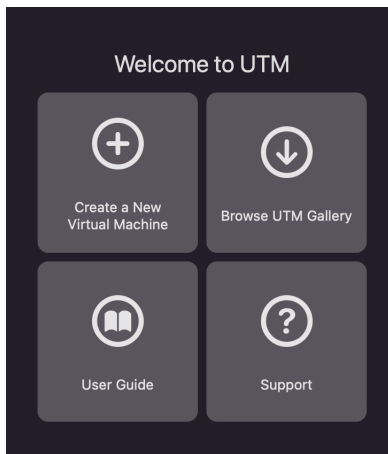 Welcome to UTM
Create a New
Virtual Machine
Browse UTM Gallery
User Guide
Support